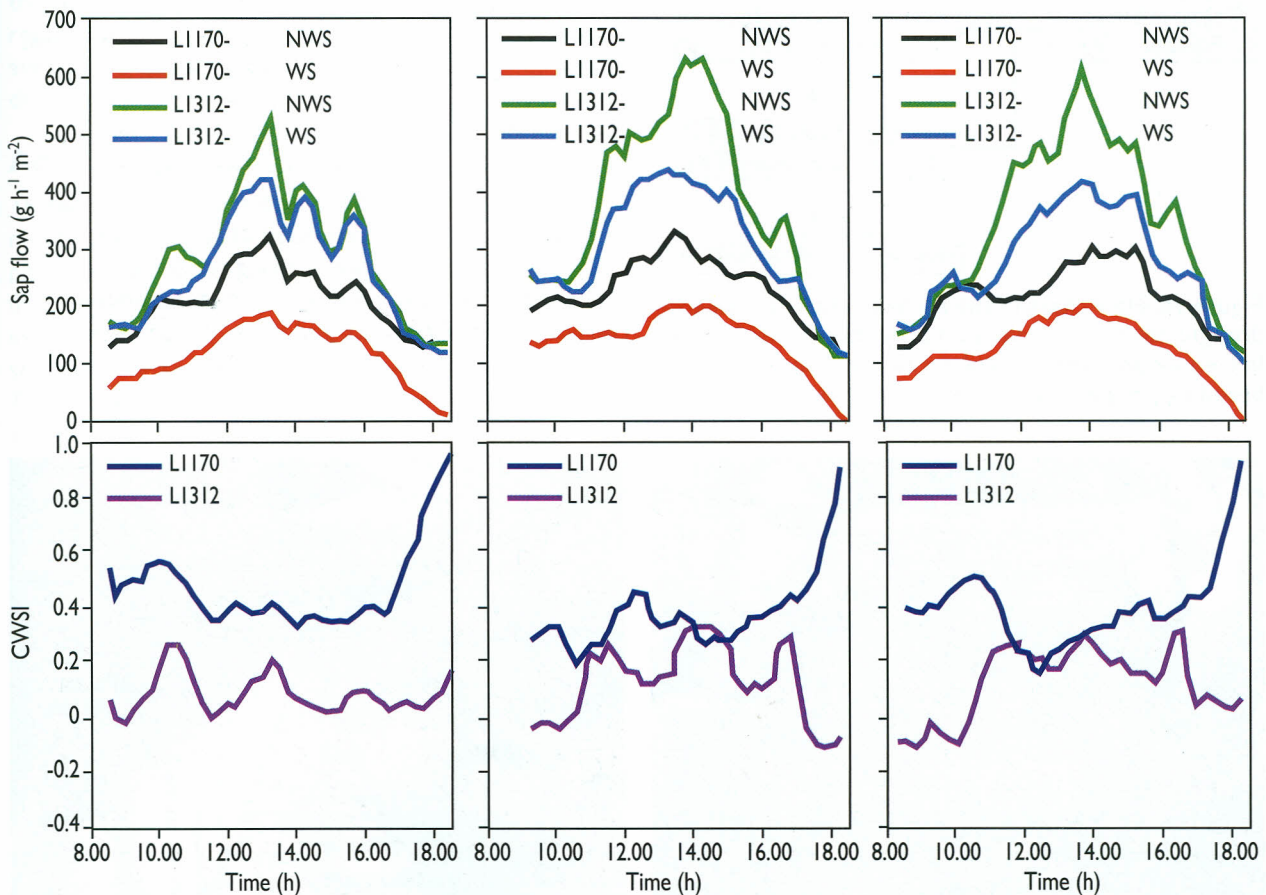 Sap flow (g h⁻¹ m⁻²)
700
600
500
400
300
200
100
0
L1170- NWS
L1170- WS
L1312- NWS
L1312- WS
L1170- NWS
L1170- WS
L1312- NWS
L1312- WS
L1170- NWS
L1170- WS
L1312- NWS
L1312- WS
CWSI
1.0
0.8
0.6
0.4
0.2
0
-0.2
-0.4
L1170
L1312
L1170
L1312
L1170
L1312
8.00 10.00 12.00 14.00 16.00 18.00
8.00 10.00 12.00 14.00 16.00 18.00
8.00 10.00 12.00 14.00 16.00 18.00
Time (h)
Time (h)
Time (h)